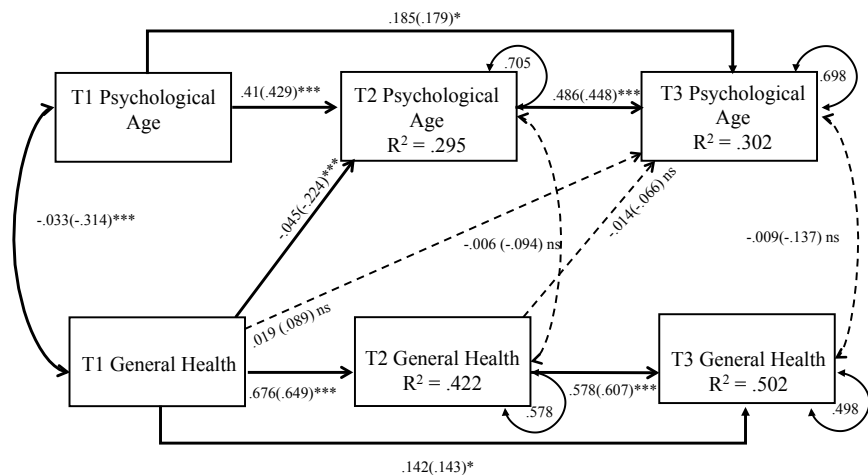 .185(.179)*
.705
.698
T1 Psychological
Age
.41(.429)***
T2 Psychological
Age
R² = .295
.486(.448)***
T3 Psychological
Age
R² = .302
-.033(-.314)***
-.045(-.224)***
-.006 (-.094) ns
-.014(-.066) ns
-.009(-.137) ns
.019 (.089) ns
T1 General Health
.676(.649)***
T2 General Health
R² = .422
.578
.578(.607)***
T3 General Health
R² = .502
.498
.142(.143)*